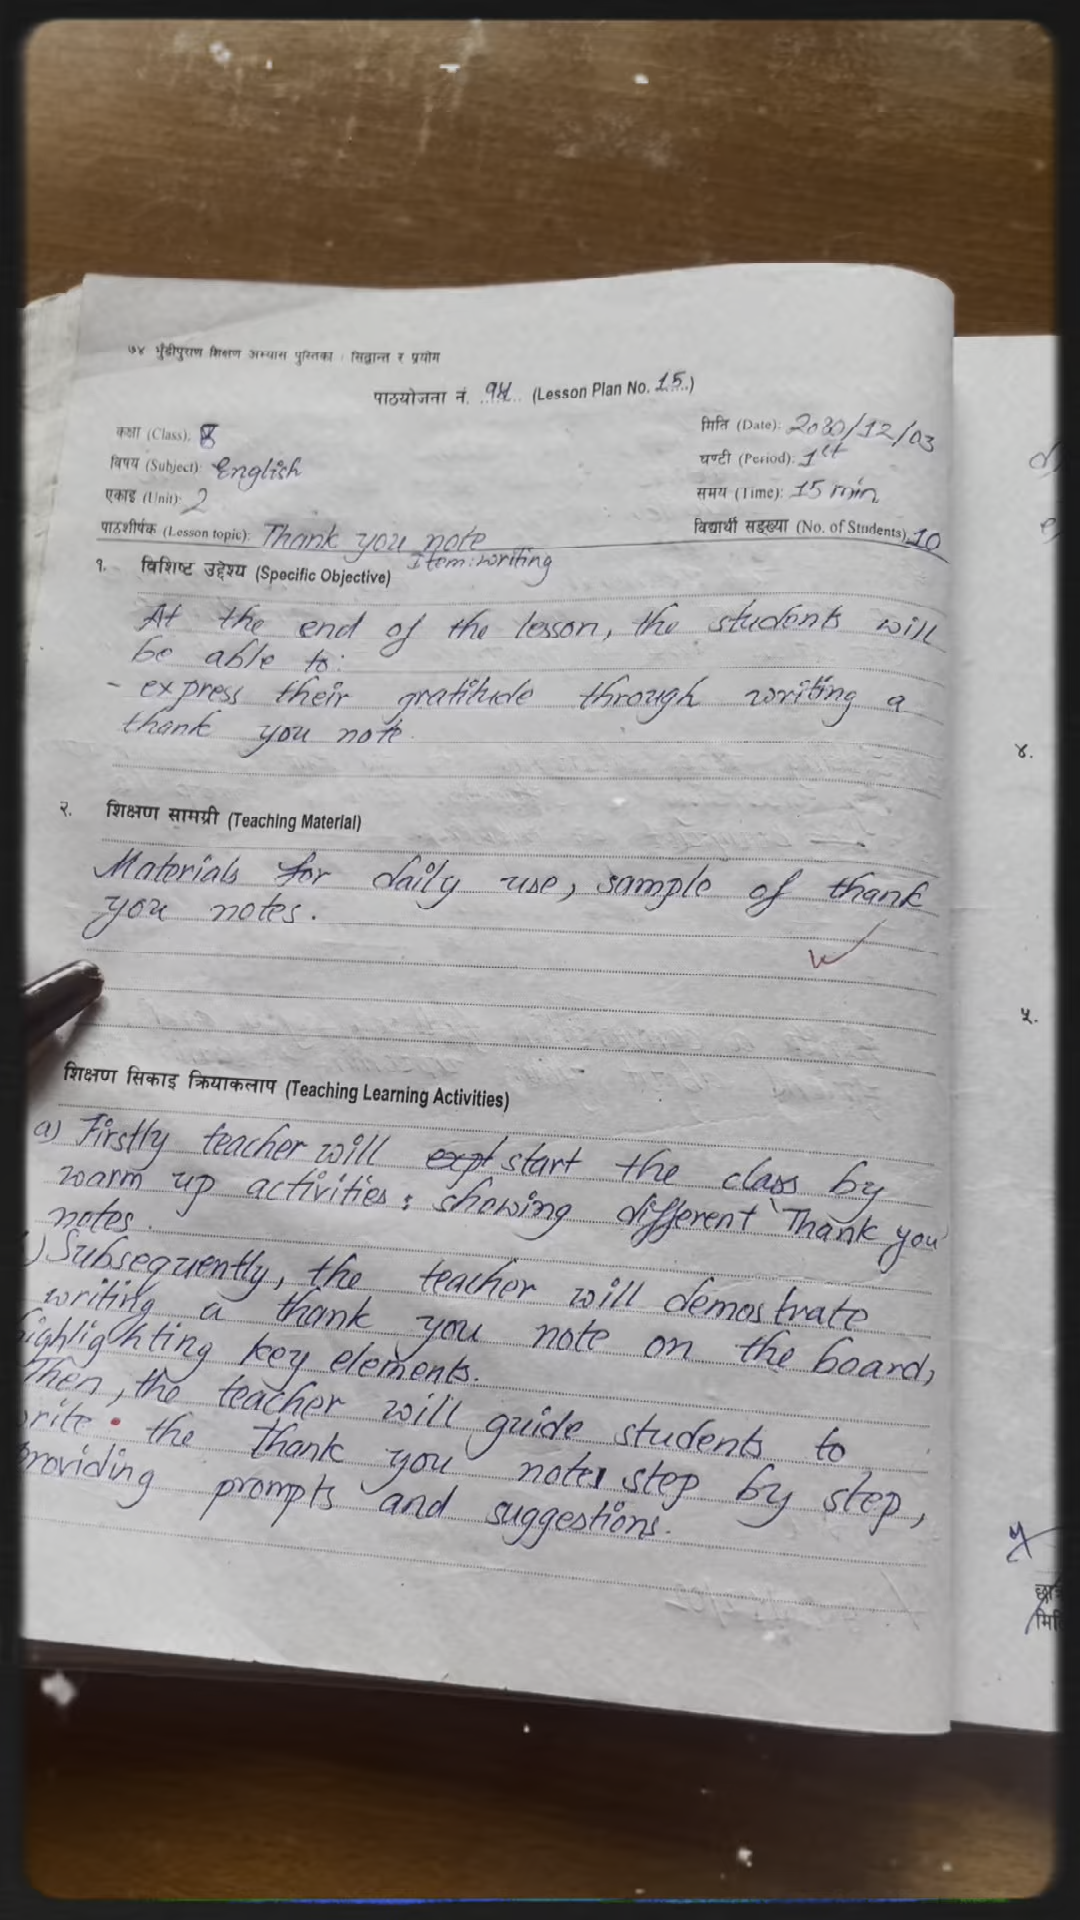 ७४ भुँडीपुराण शिक्षण अभ्यास पुस्तिका : सिद्धान्त र प्रयोग
पाठयोजना नं. १५ (Lesson Plan No. 15)
कक्षा (Class): 8
मिति (Date): 2080/12/03
विषय (Subject): English
घण्टी (Period): 1st
एकाइ (Unit): 2
समय (Time): 15 min
पाठशीर्षक (Lesson topic): Thank you note
विद्यार्थी सङ्ख्या (No. of Students): 10
Item: writing
१. विशिष्ट उद्देश्य (Specific Objective)
At the end of the lesson, the students will
be able to:
- express their gratitude through writing a
thank you note.
२. शिक्षण सामग्री (Teaching Material)
Materials for daily use, sample of thank
you notes.
शिक्षण सिकाइ क्रियाकलाप (Teaching Learning Activities)
a) Firstly teacher will start the class by
warm up activities: showing different Thank you
notes.
) Subsequently, the teacher will demostrate
writing a thank you note on the board,
highlighting key elements.
Then, the teacher will guide students to
write the thank you notes step by step,
providing prompts and suggestions.
४.
५.